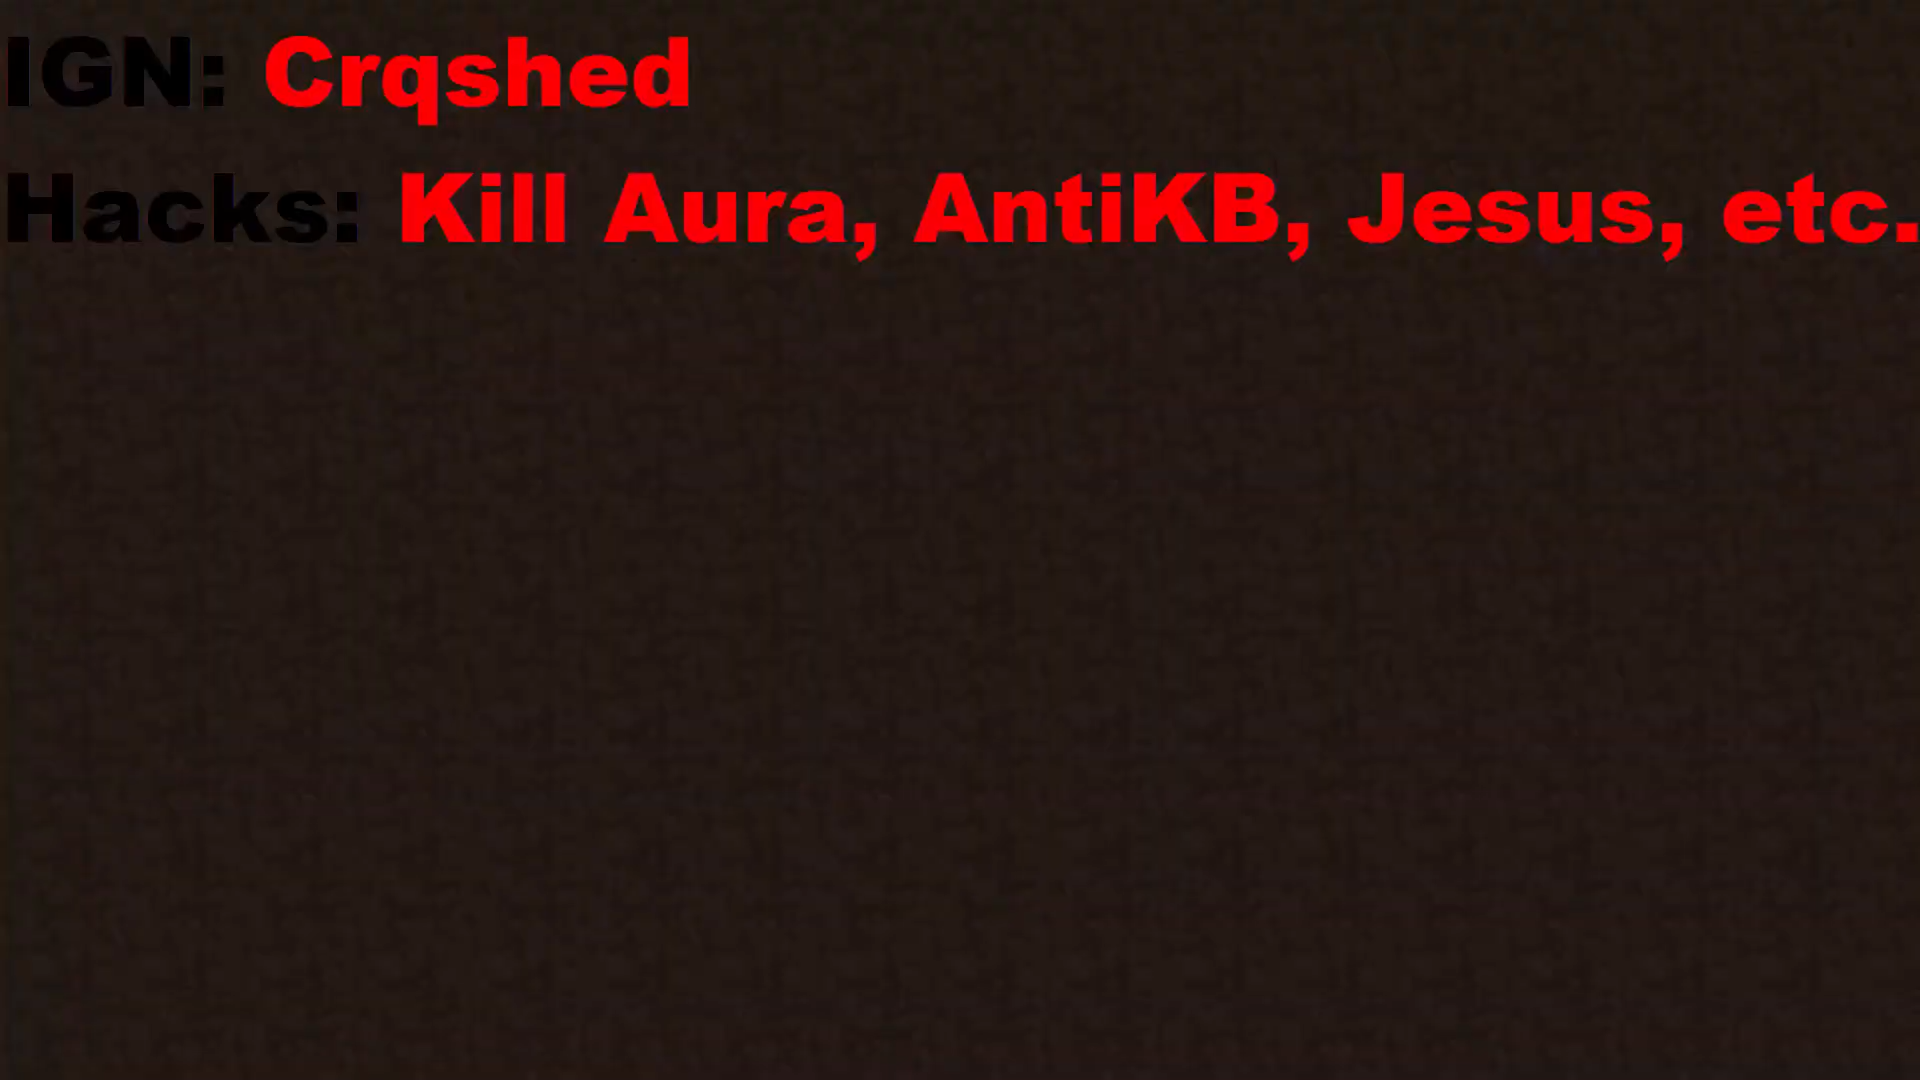 IGN: Crqshed
Hacks: Kill Aura, AntiKB, Jesus, etc.